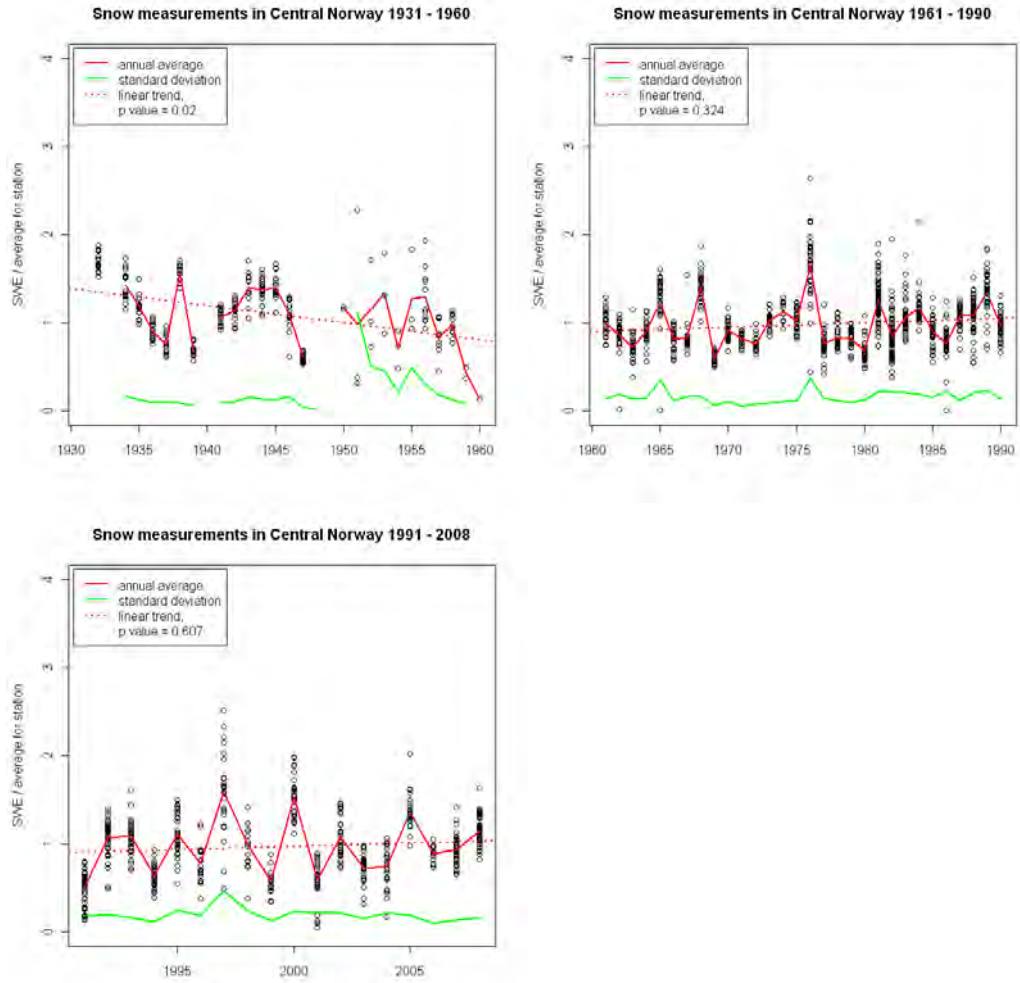 Snow measurements in Central Norway 1931 - 1960
annual average
standard deviation
linear trend,
p value = 0.02
SWE / average for station
4
3
2
1
0
1930 1935 1940 1945 1950 1955 1960
Snow measurements in Central Norway 1961 - 1990
annual average
standard deviation
linear trend,
p value = 0.324
SWE / average for station
4
3
2
1
0
1960 1965 1970 1975 1980 1985 1990
Snow measurements in Central Norway 1991 - 2008
annual average
standard deviation
linear trend,
p value = 0.607
SWE / average for station
4
3
2
1
0
1995 2000 2005